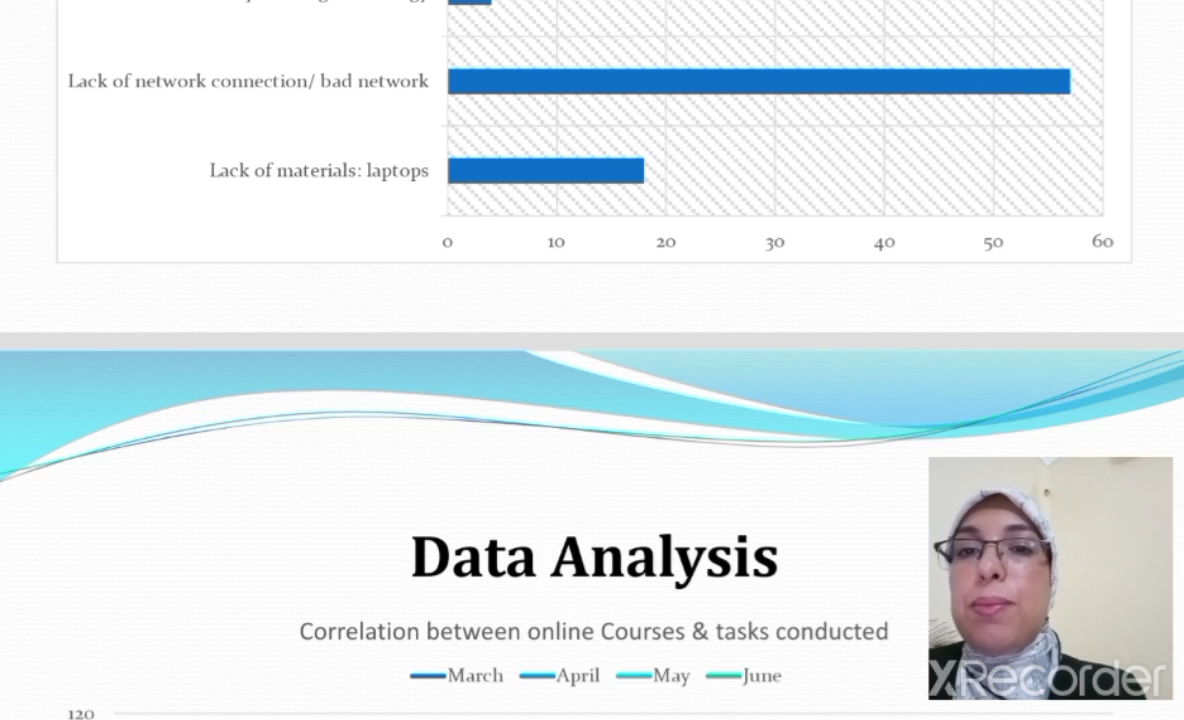 Lack of network connection/ bad network
Lack of materials: laptops
0 10 20 30 40 50 60
Data Analysis
Correlation between online Courses & tasks conducted
March April May June
120
XRecorder